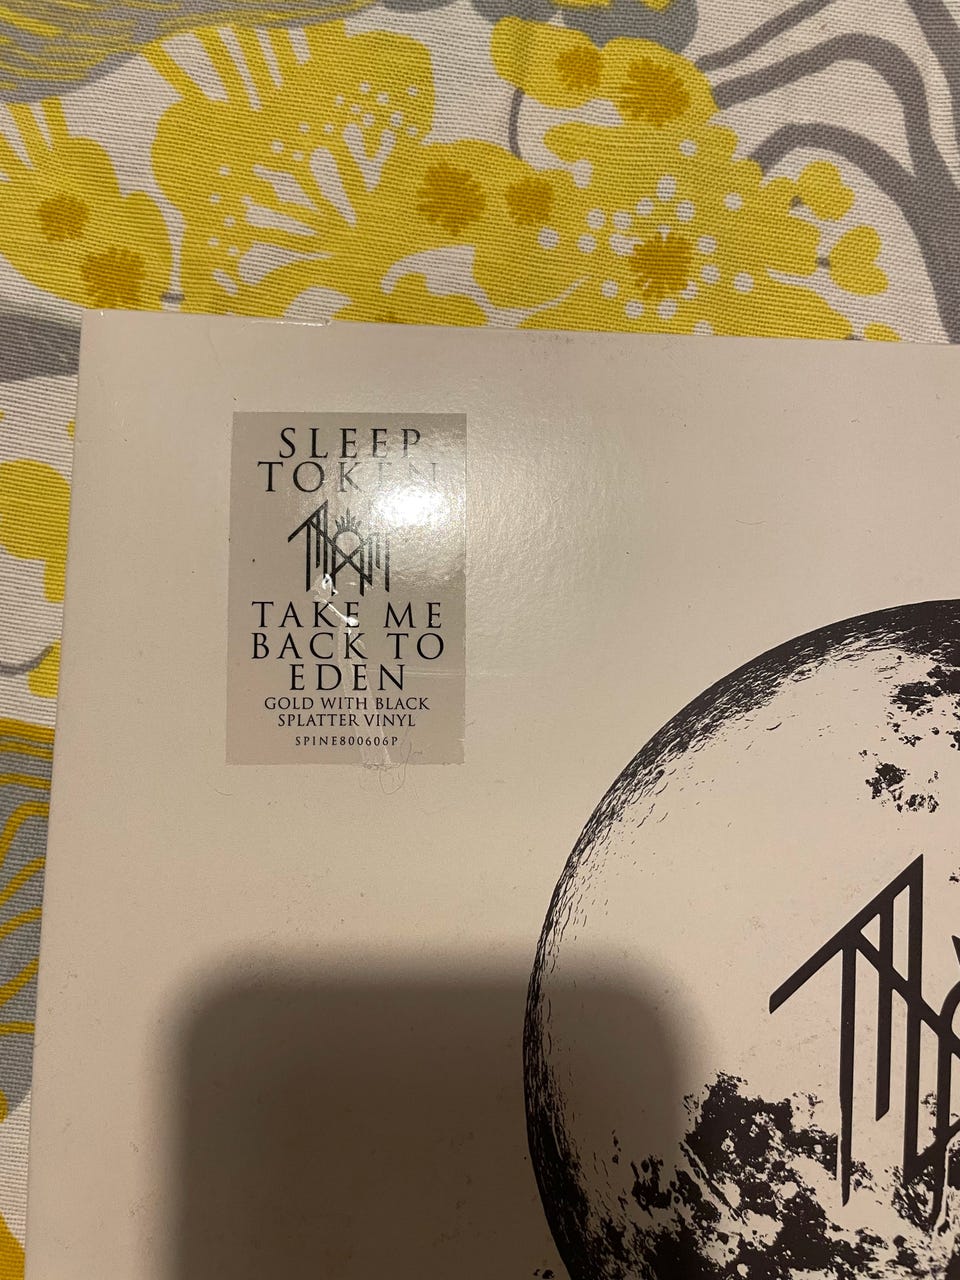 SLEEP
TOKEN
TAKE ME
BACK TO
EDEN
GOLD WITH BLACK
SPLATTER VINYL
SPINE800606P